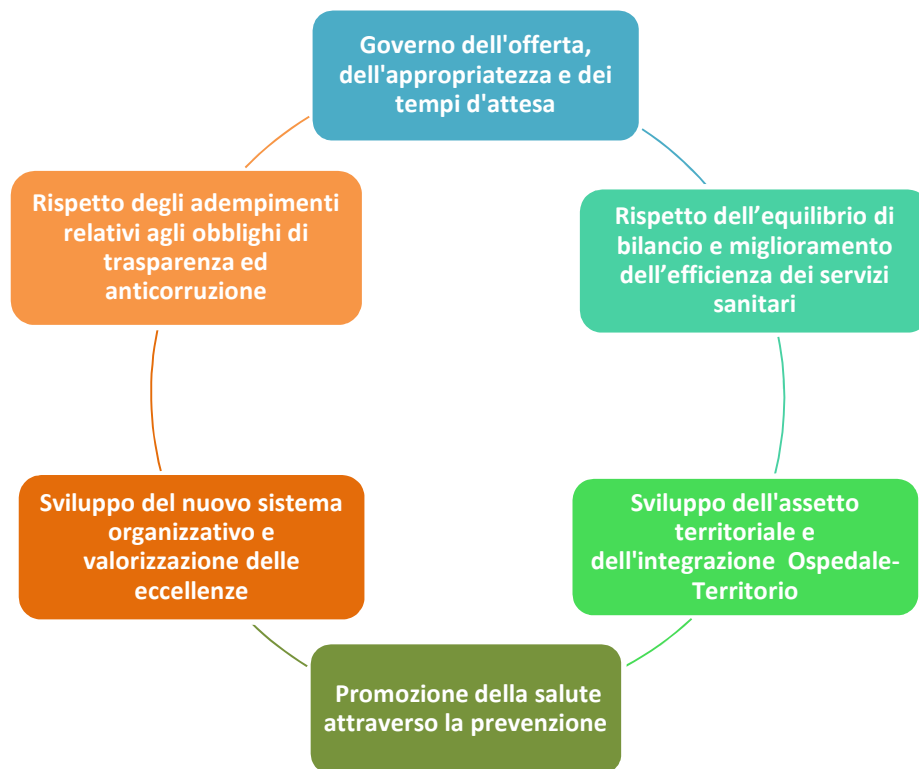 Governo dell'offerta,
dell'appropriatezza e dei
tempi d'attesa
Rispetto dell’equilibrio di
bilancio e miglioramento
dell’efficienza dei servizi
sanitari
Sviluppo dell'assetto
territoriale e
dell'integrazione  Ospedale-
Territorio
Promozione della salute
attraverso la prevenzione
Sviluppo del nuovo sistema
organizzativo e
valorizzazione delle
eccellenze
Rispetto degli adempimenti
relativi agli obblighi di
trasparenza ed
anticorruzione